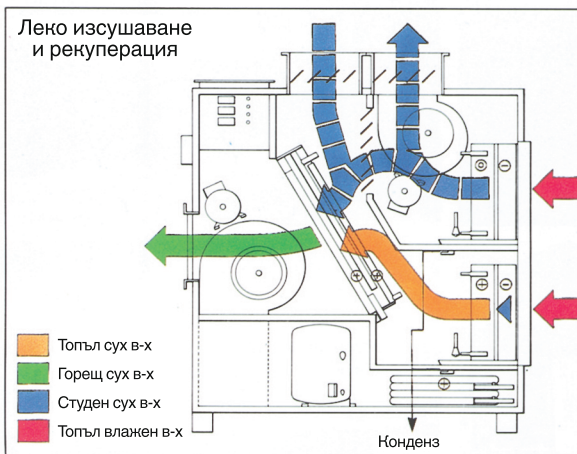 Леко изсушаване
и рекуперация
Топъл сух в-х
Горещ сух в-х
Студен сух в-х
Топъл влажен в-х
Конденз